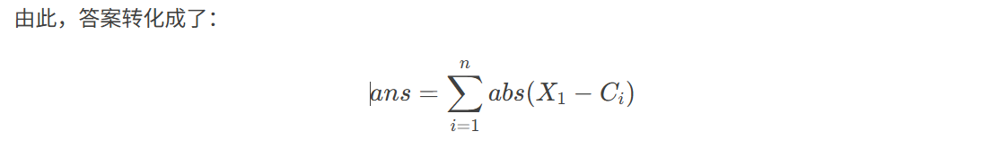 由此，答案转化成了：
ans = \sum_{i=1}^{n} abs(X_1 - C_i)